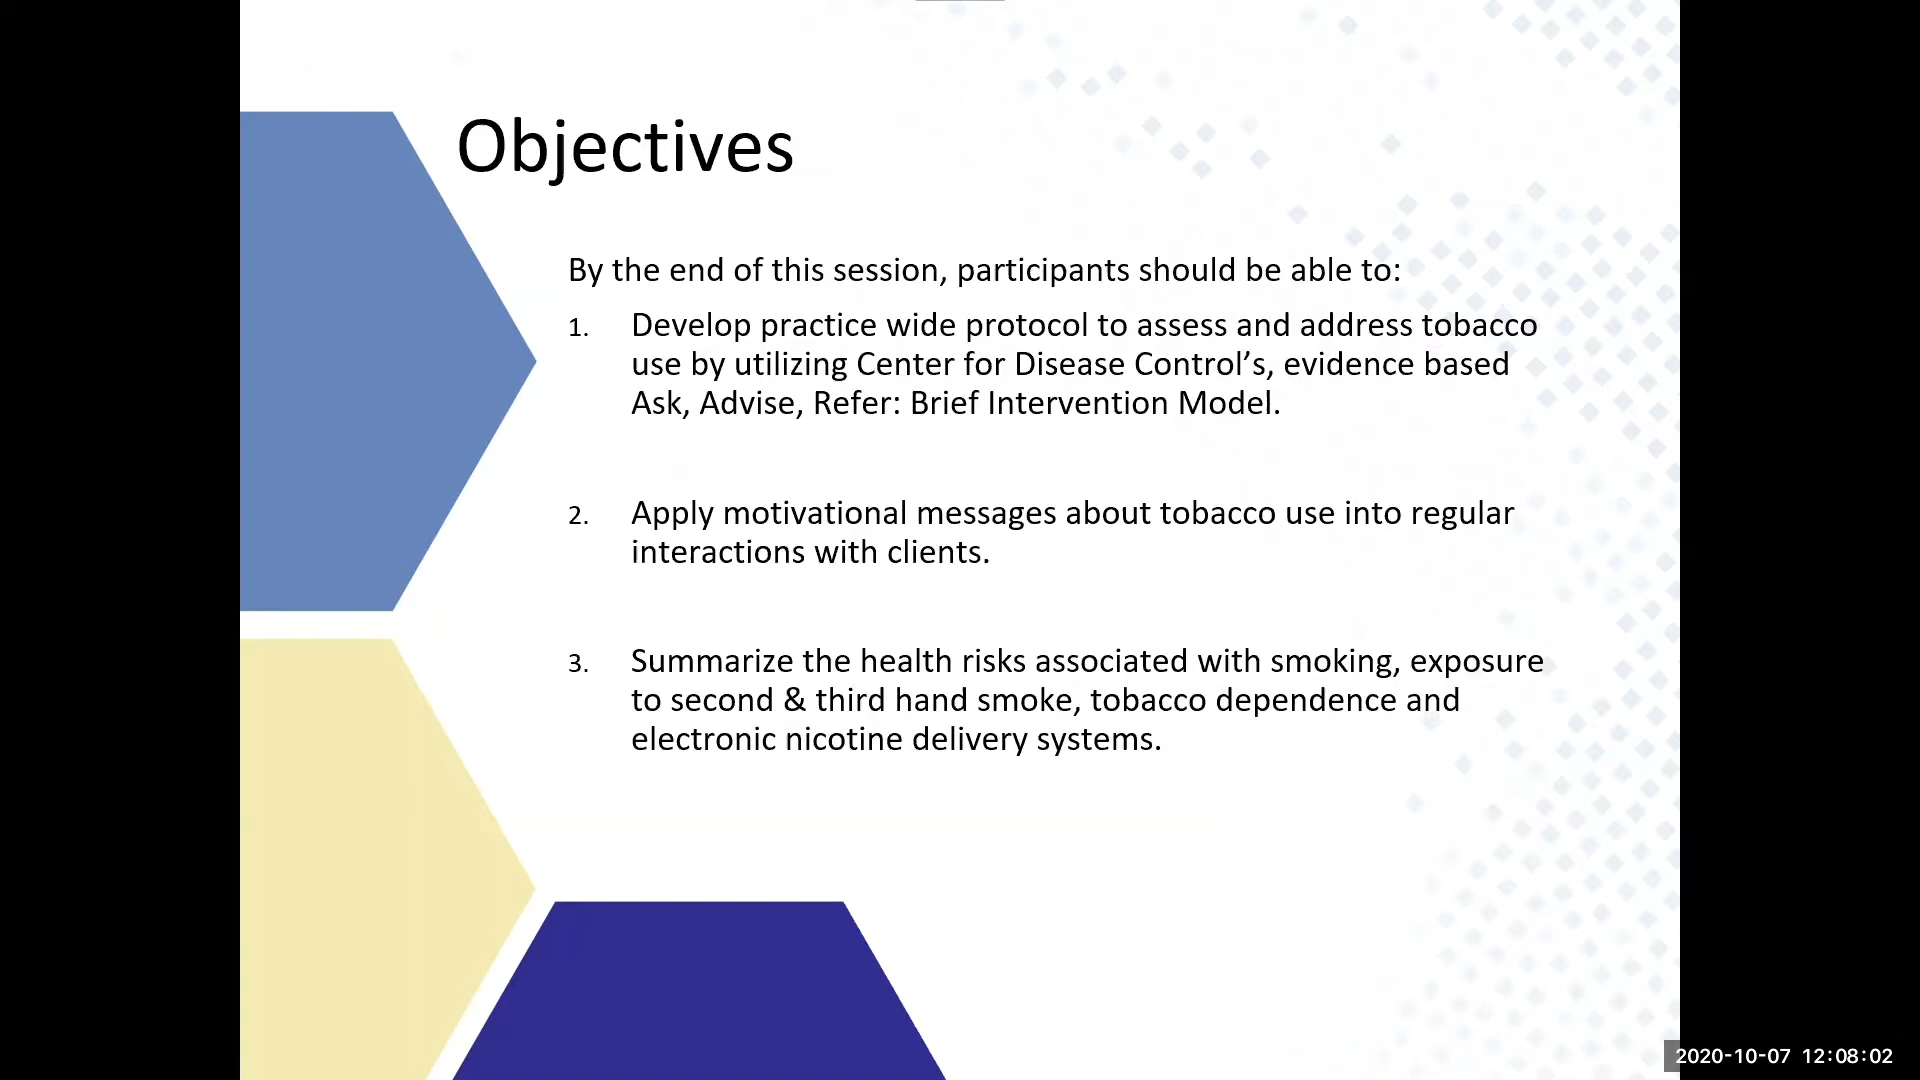 Objectives
By the end of this session, participants should be able to:
1. Develop practice wide protocol to assess and address tobacco
use by utilizing Center for Disease Control’s, evidence based
Ask, Advise, Refer: Brief Intervention Model.
2. Apply motivational messages about tobacco use into regular
interactions with clients.
3. Summarize the health risks associated with smoking, exposure
to second & third hand smoke, tobacco dependence and
electronic nicotine delivery systems.
2020-10-07 12:08:02